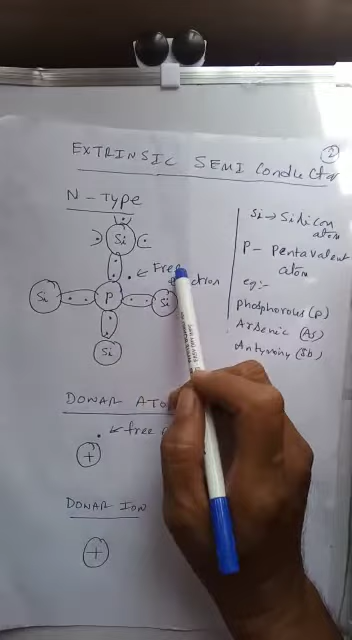 2
EXTRINSIC SEMI Conductor
N - Type
Si → Silicon
atom
P - Pentavalent
atom
eg:-
Phosphorous (P)
Arsenic (As)
Antymony (Sb)
Si
Free
Si
P
Si
Si
DONAR ATO
+
← free
DONAR ION
+